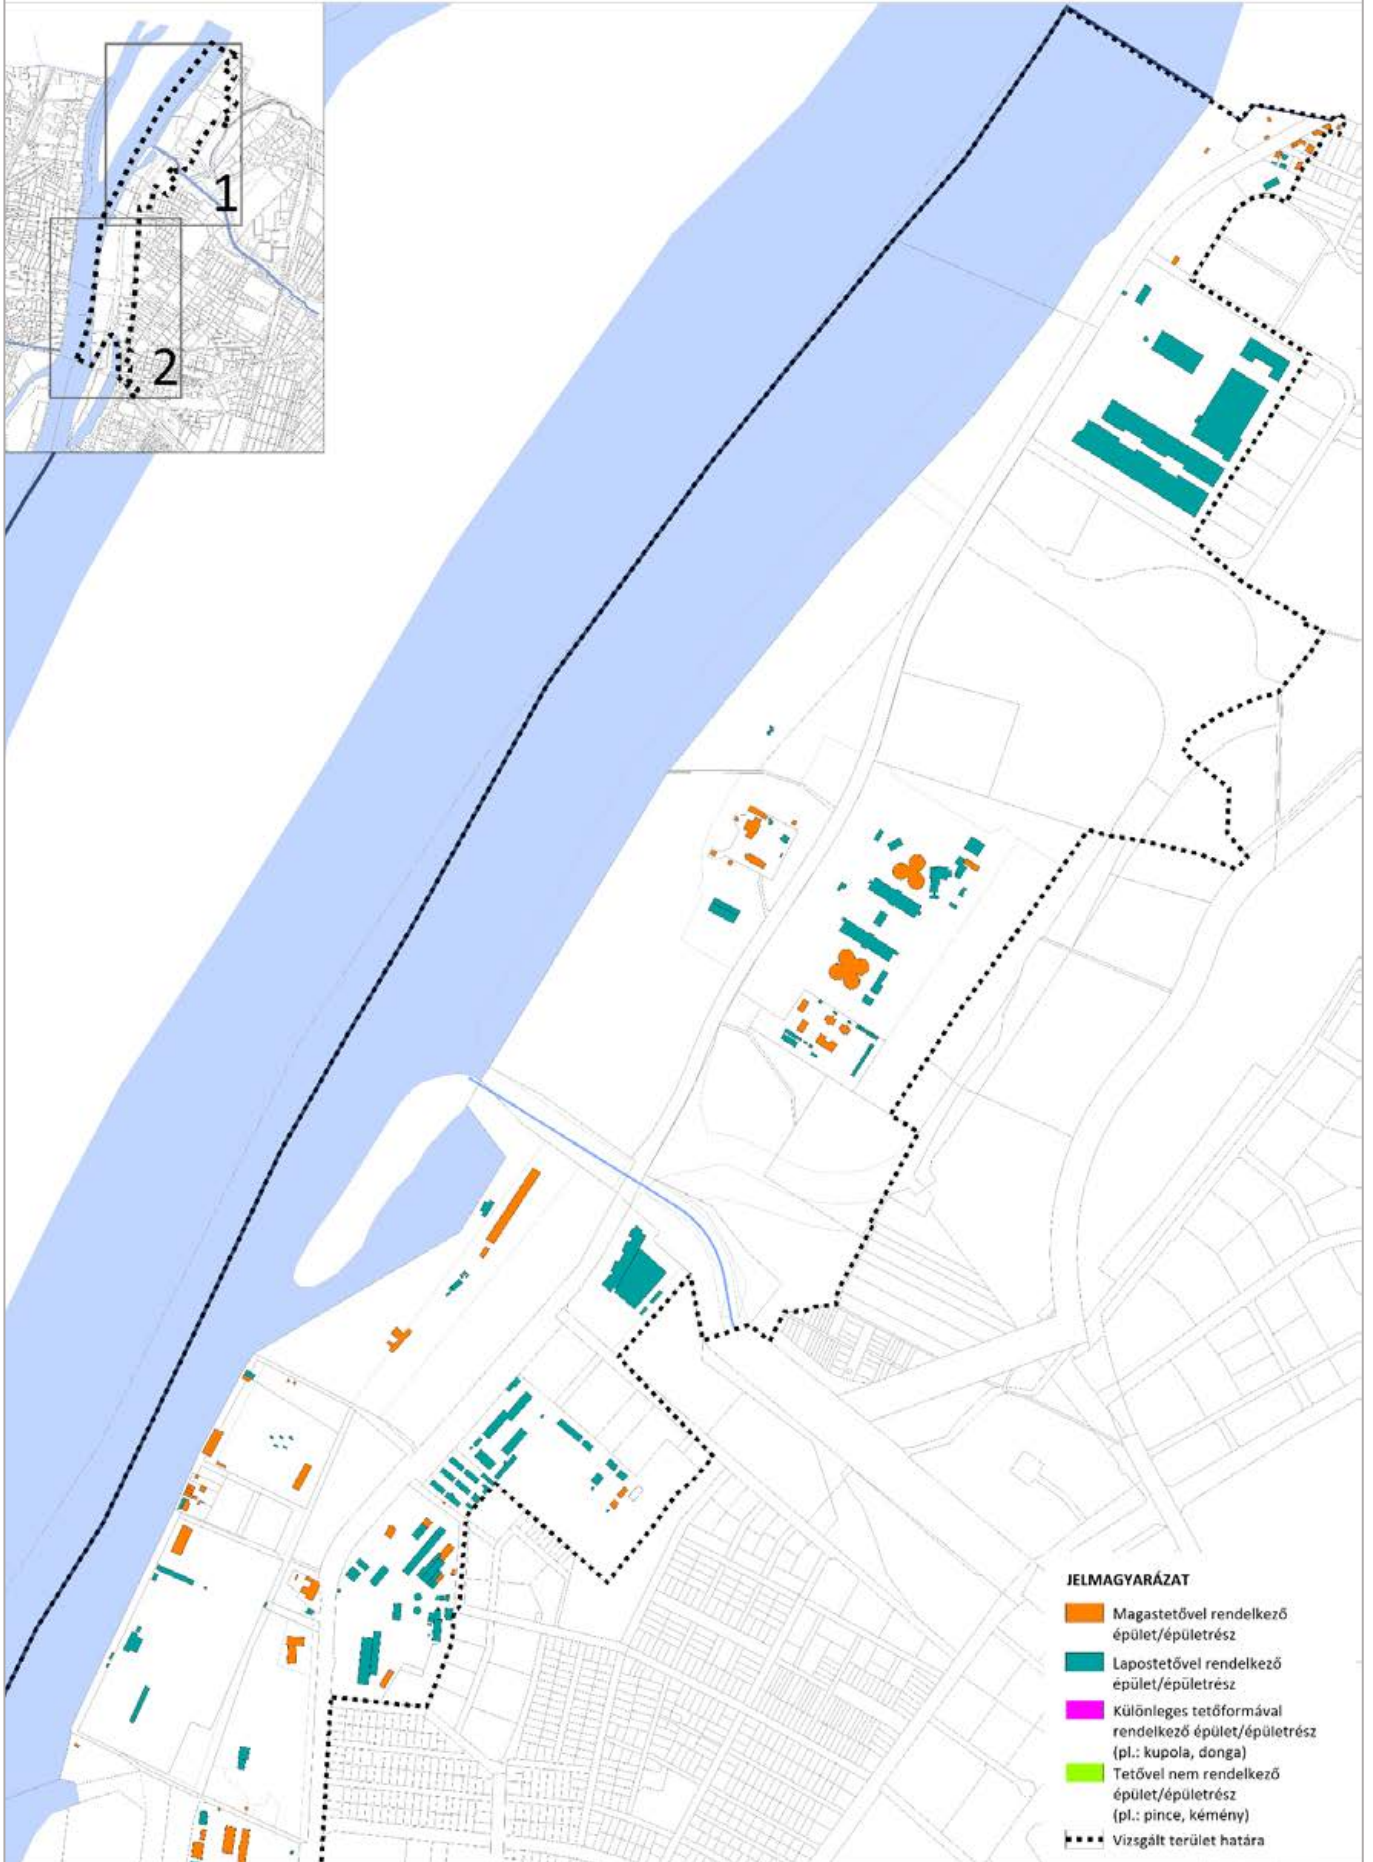 1
2
JELMAGYARÁZAT
Magastetővel rendelkező
épület/épületrész
Lapostetővel rendelkező
épület/épületrész
Különleges tetőformával
rendelkező épület/épületrész
(pl.: kupola, donga)
Tetővel nem rendelkező
épület/épületrész
(pl.: pince, kémény)
Vizsgált terület határa